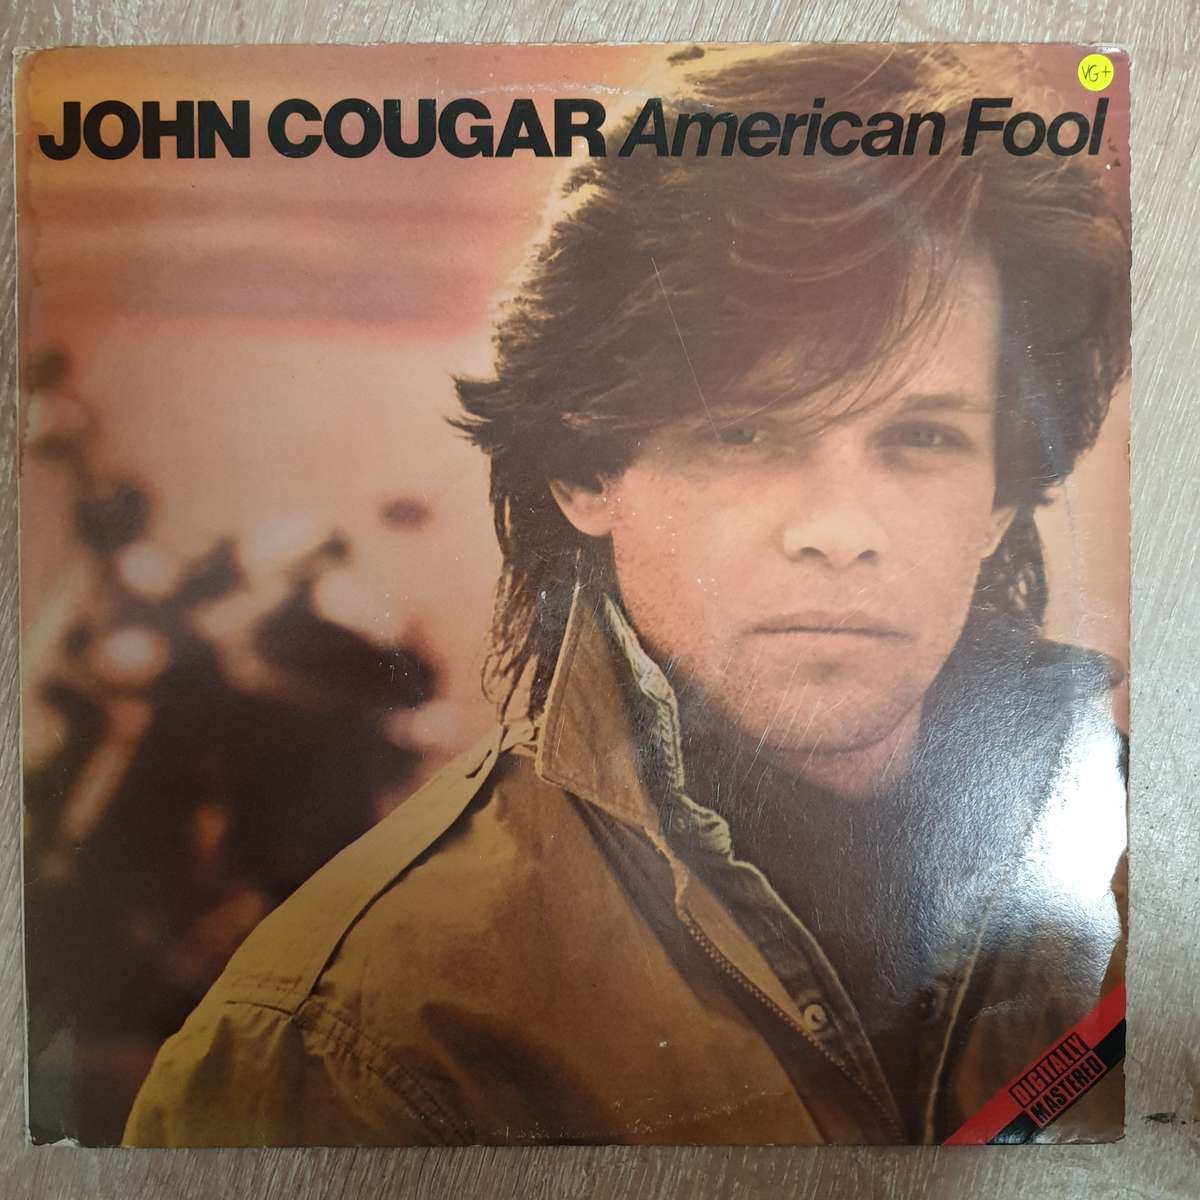 VG+
JOHN COUGAR American Fool
DIGITALLY
MASTERED